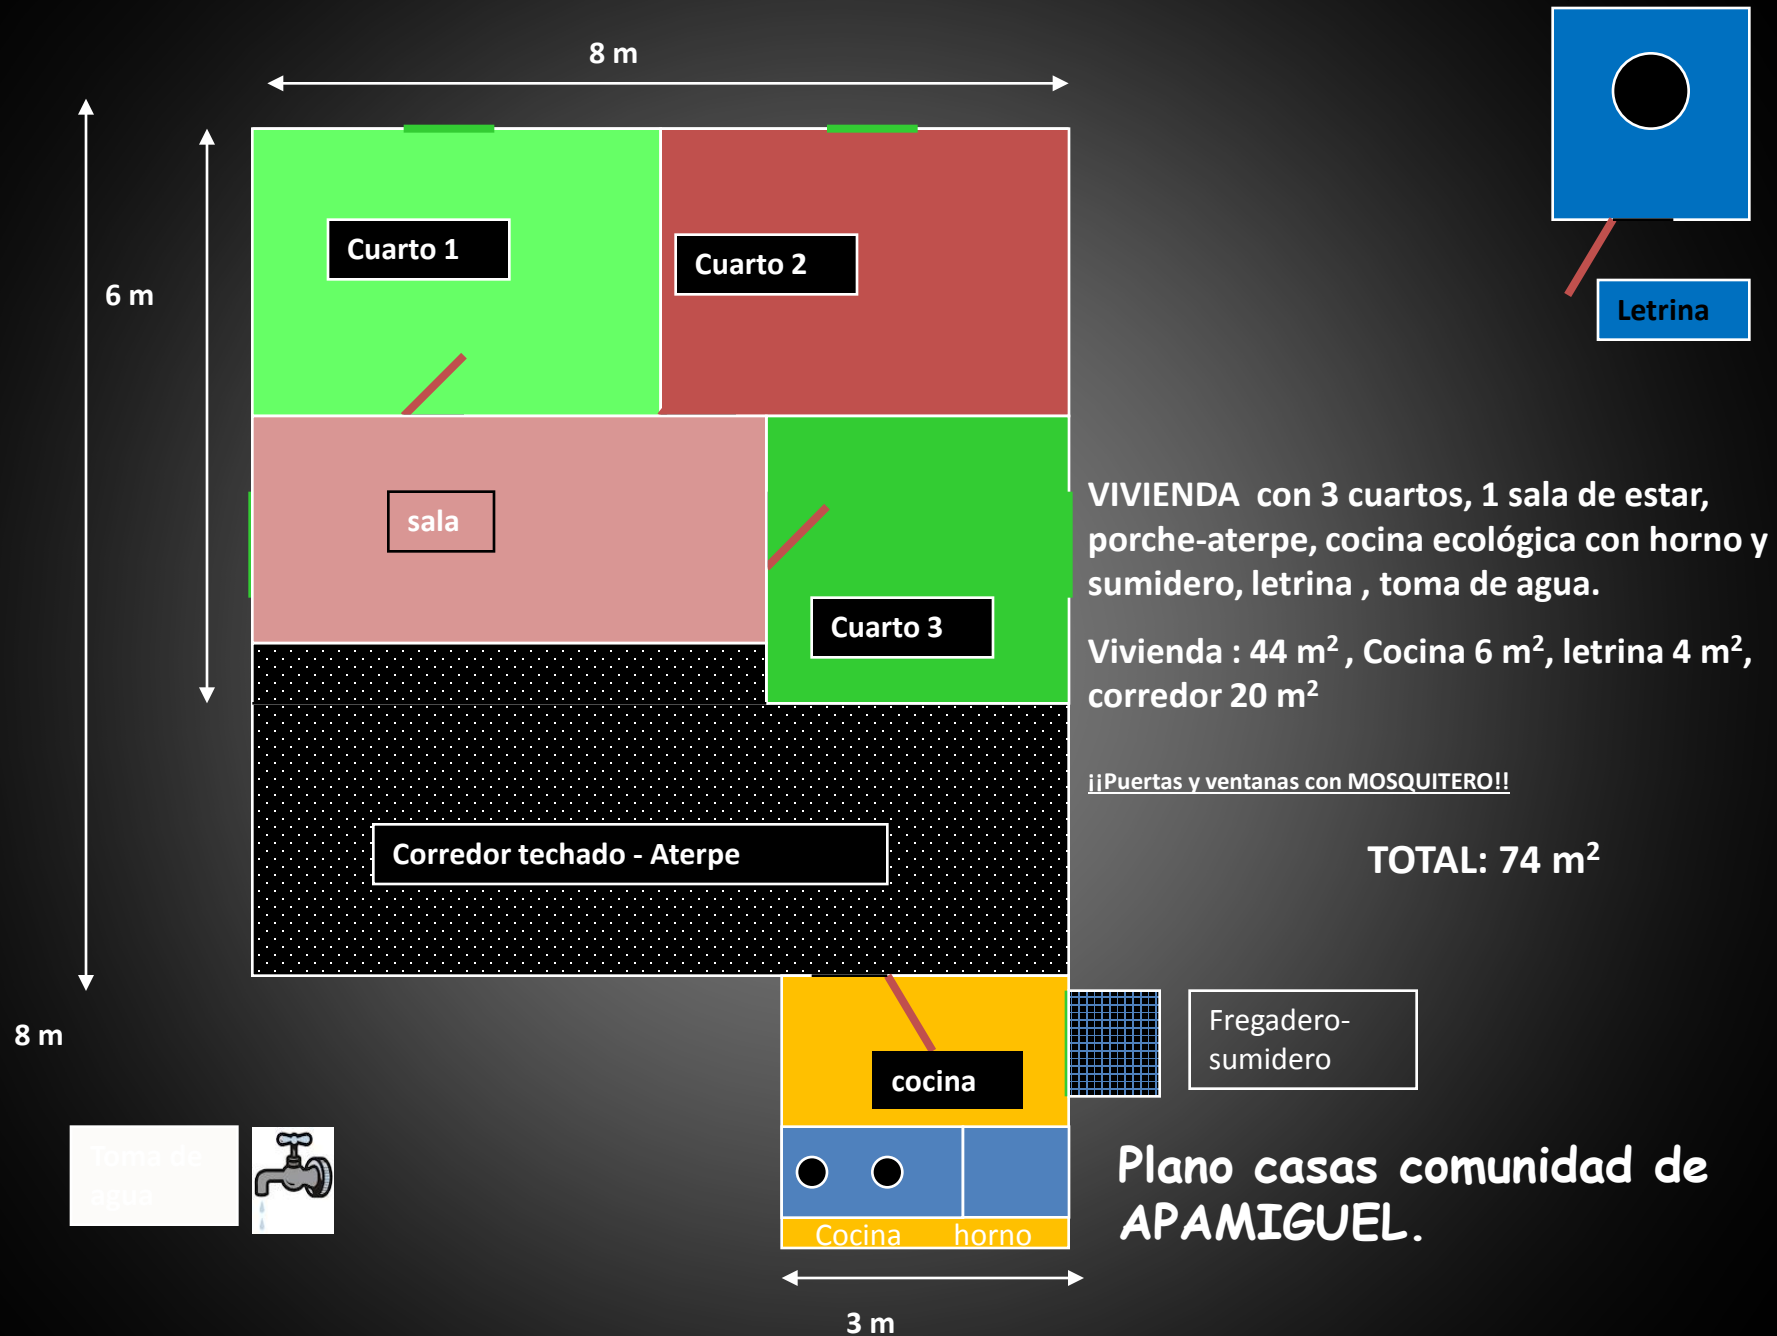 8 m
6 m
Cuarto 1
Cuarto 2
Letrina
sala
Cuarto 3
VIVIENDA con 3 cuartos, 1 sala de estar,
porche-aterpe, cocina ecológica con horno y
sumidero, letrina , toma de agua.
Vivienda : 44 m², Cocina 6 m², letrina 4 m²,
corredor 20 m²
¡¡Puertas y ventanas con MOSQUITERO!!
Corredor techado - Aterpe
TOTAL: 74 m²
8 m
Fregadero-
sumidero
cocina
Toma de
agua
Cocina horno
Plano casas comunidad de
APAMIGUEL.
3 m